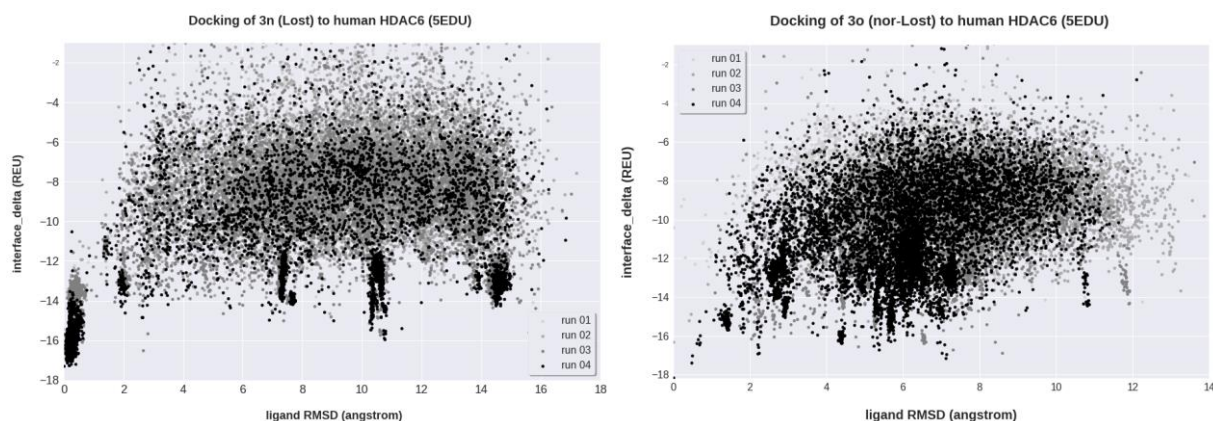 Docking of 3n (Lost) to human HDAC6 (5EDU)
interface_delta (REU)
-2
-4
-6
-8
-10
-12
-14
-16
-18
0 2 4 6 8 10 12 14 16 18
run 01
run 02
run 03
run 04
ligand RMSD (angstrom)
Docking of 3o (nor-Lost) to human HDAC6 (5EDU)
run 01
run 02
run 03
run 04
interface_delta (REU)
-2
-4
-6
-8
-10
-12
-14
-16
-18
0 2 4 6 8 10 12 14
ligand RMSD (angstrom)